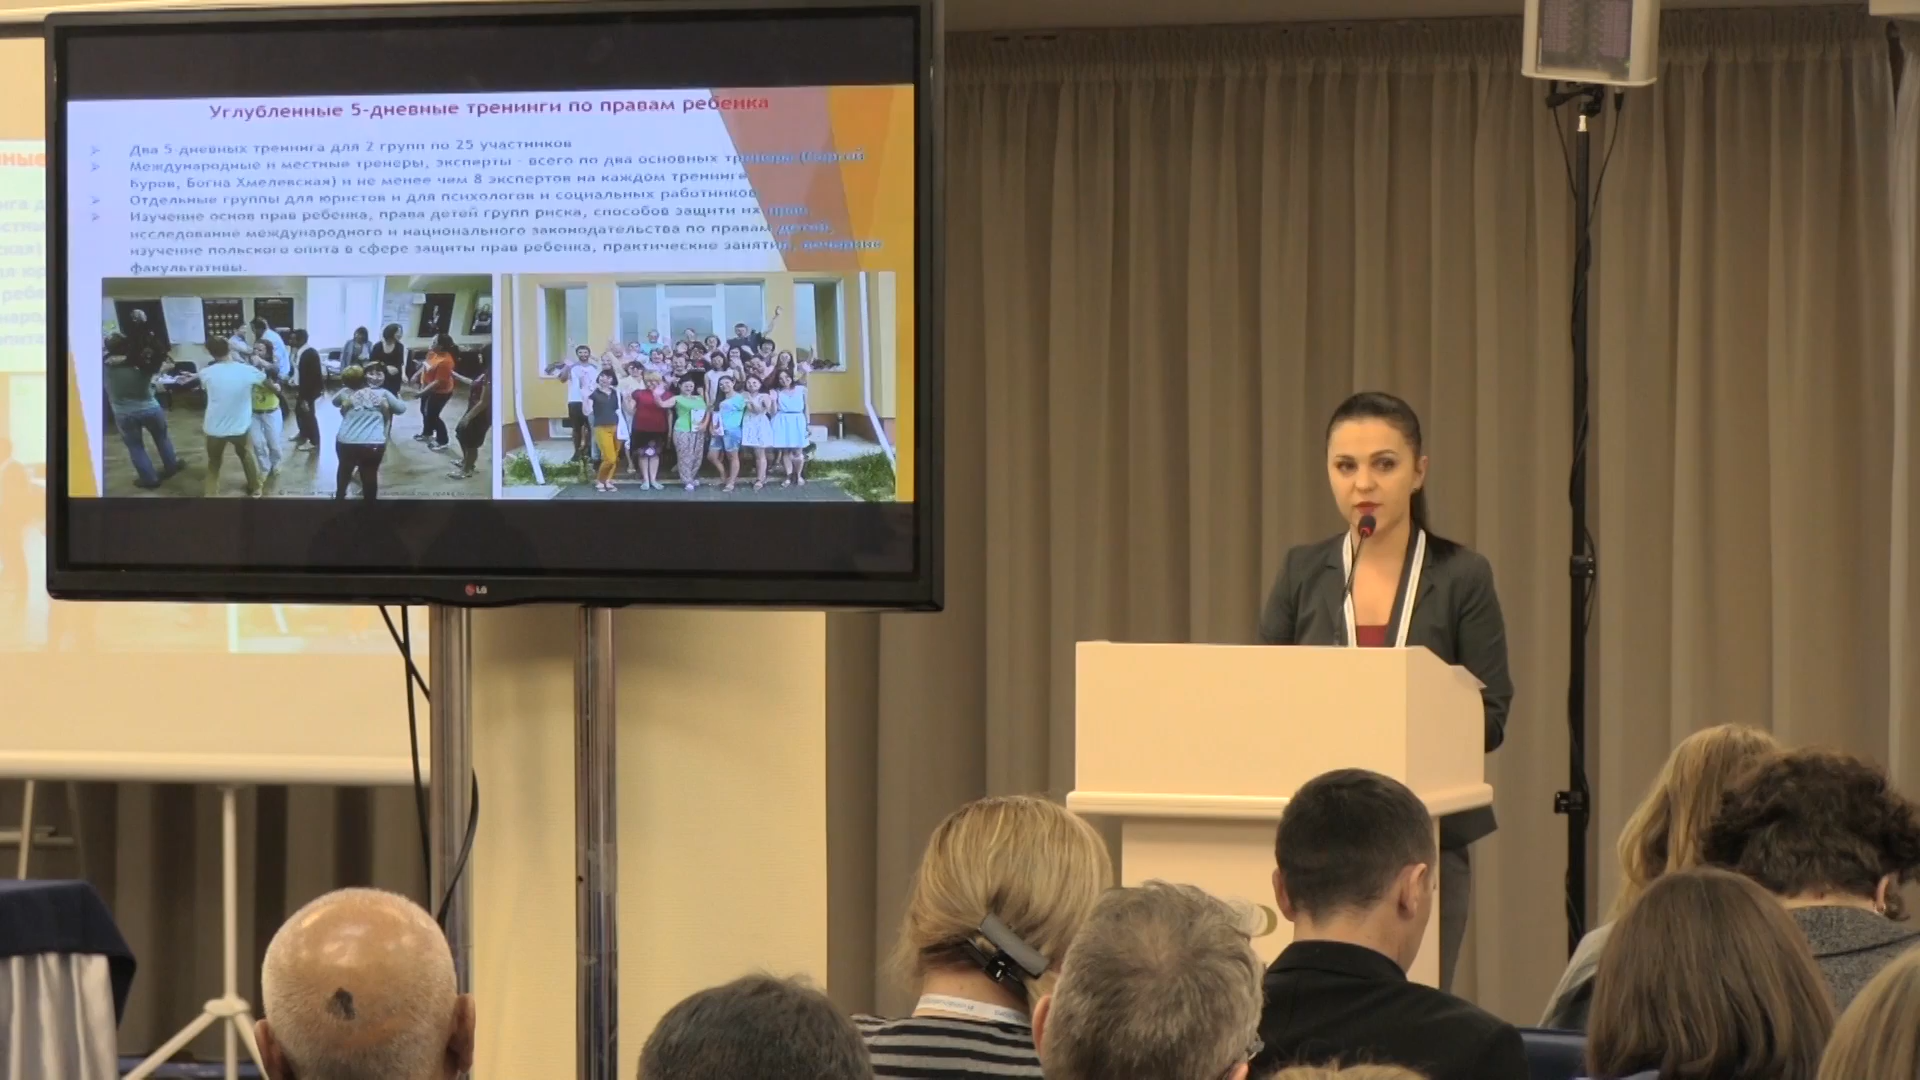 Углубленные 5-дневные тренинги по правам ребенка
Два 5-дневных тренинга для 2 групп по 25 участников
Международные и местные тренеры, эксперты - всего по два основных тренера
Буров, Богна Хмелевская) и не менее чем 8 экспертов на каждом тренинге
Отдельные группы для юристов и для психологов и социальных работников
Изучение основ прав ребенка, права детей групп риска, способов защити их прав,
исследование международного и национального законодательства по правам детей,
изучение польского опита в сфере защиты прав ребенка, практические занятия, вечерние
факультативы.
LG